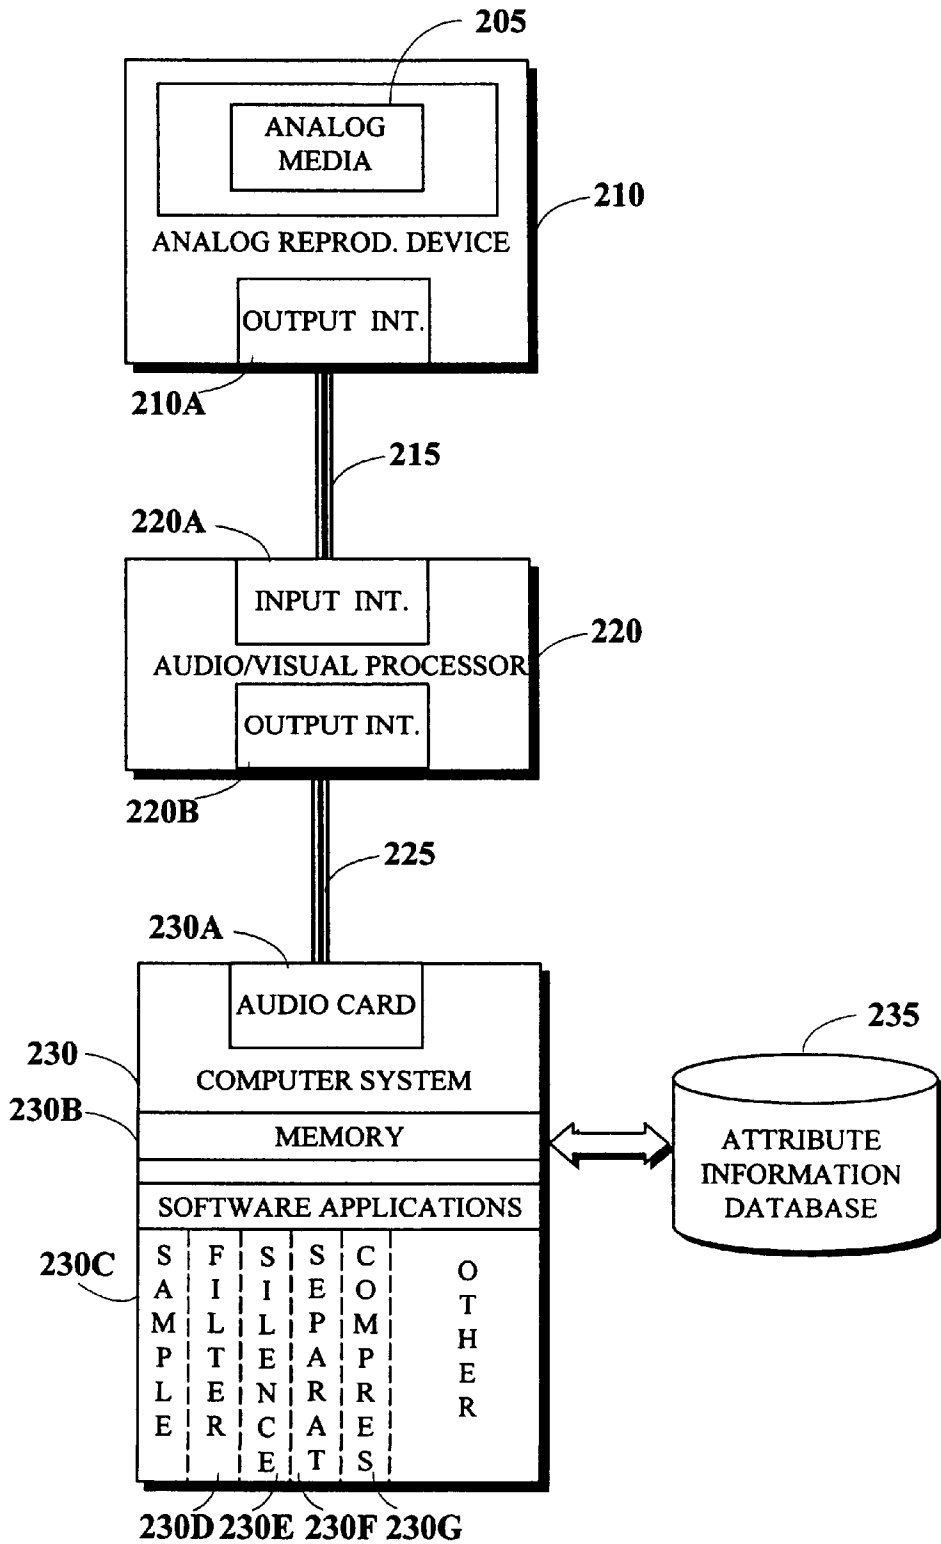 205
ANALOG
MEDIA
210
ANALOG REPROD. DEVICE
OUTPUT INT.
210A
215
220A
INPUT INT.
220
AUDIO/VISUAL PROCESSOR
OUTPUT INT.
220B
225
230A
AUDIO CARD
235
230
COMPUTER SYSTEM
230B
MEMORY
ATTRIBUTE
INFORMATION
DATABASE
SOFTWARE APPLICATIONS
230C
SAMPLE
FILTER
SILENCE
SEPARAT
COMPRES
OTHER
230D
230E
230F
230G